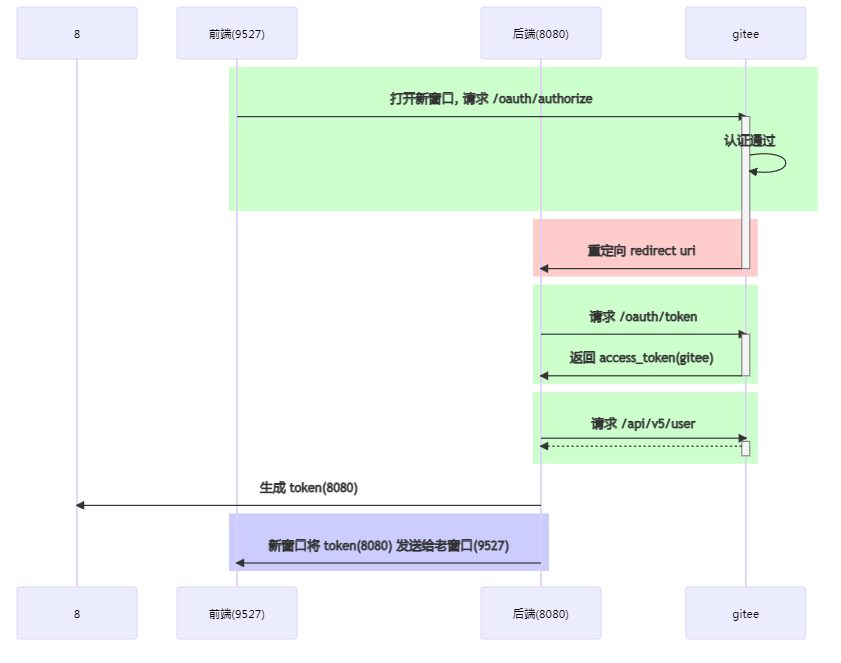 8
前端(9527)
后端(8080)
gitee
打开新窗口, 请求 /oauth/authorize
认证通过
重定向 redirect uri
请求 /oauth/token
返回 access_token(gitee)
请求 /api/v5/user
生成 token(8080)
新窗口将 token(8080) 发送给老窗口(9527)
8
前端(9527)
后端(8080)
gitee